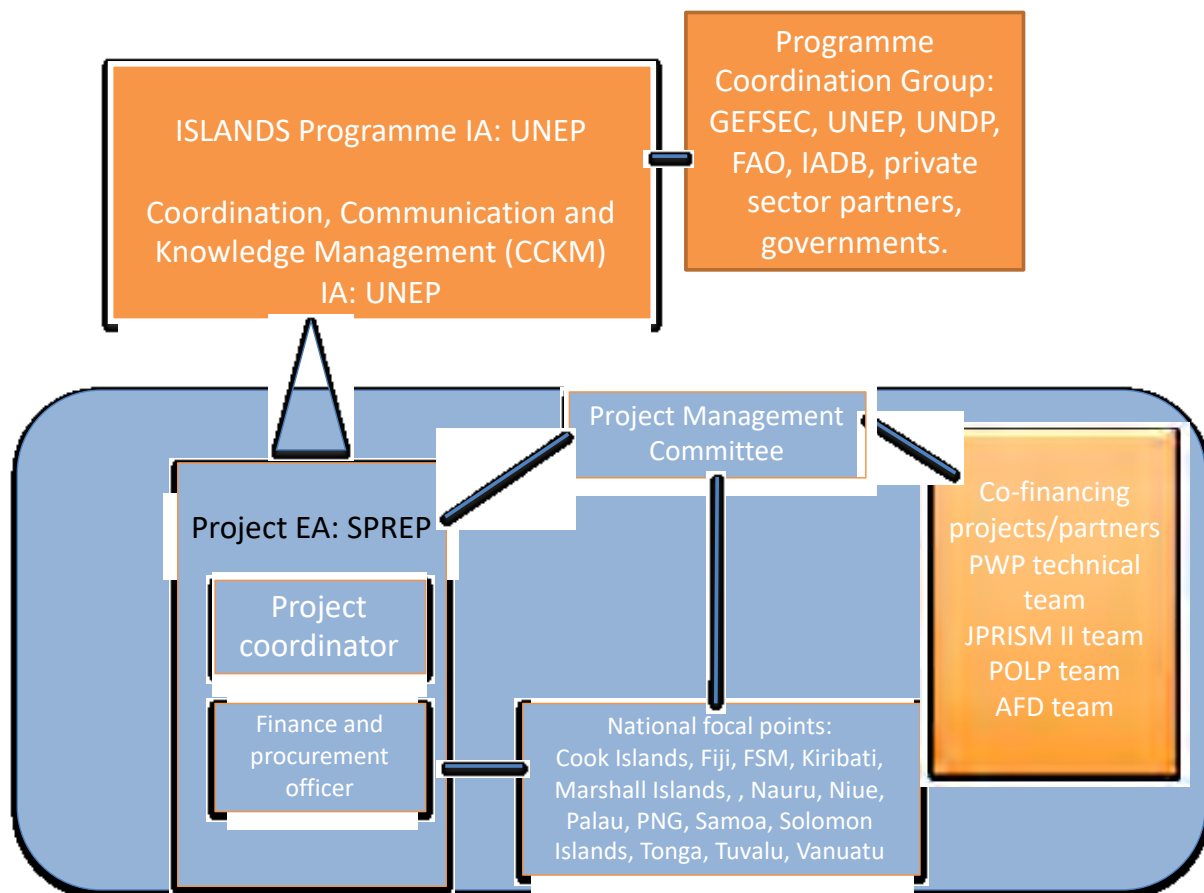 Programme
Coordination Group:
GEFSEC, UNEP, UNDP,
FAO, IADB, private
sector partners,
governments.
ISLANDS Programme IA: UNEP
Coordination, Communication and
Knowledge Management (CCKM)
IA: UNEP
Project Management
Committee
Project EA: SPREP
Project
coordinator
Finance and
procurement
officer
National focal points:
Cook Islands, Fiji, FSM, Kiribati,
Marshall Islands, , Nauru, Niue,
Palau, PNG, Samoa, Solomon
Islands, Tonga, Tuvalu, Vanuatu
Co-financing
projects/partners
PWP technical
team
JPRISM II team
POLP team
AFD team